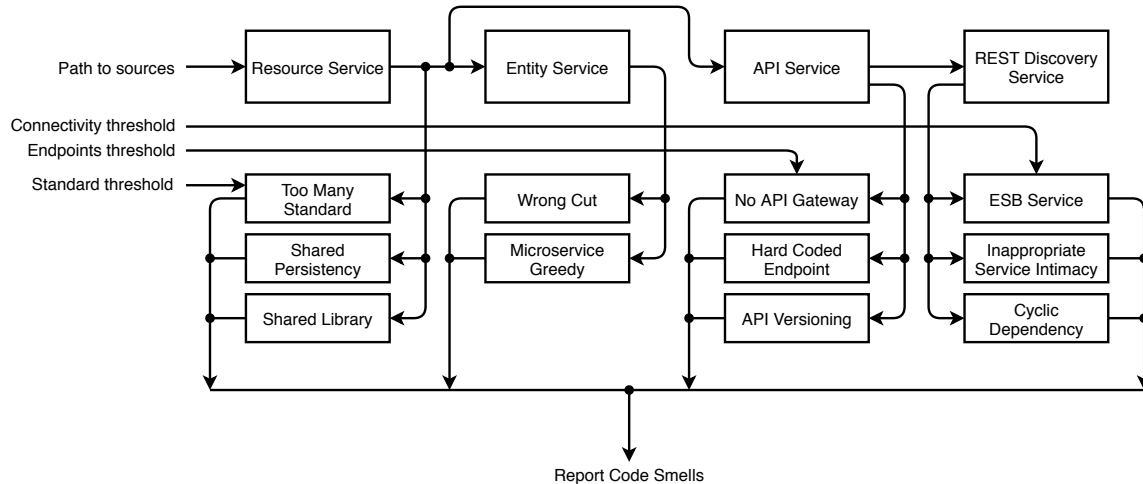 Path to sources
Resource Service
Entity Service
API Service
REST Discovery
Service
Connectivity threshold
Endpoints threshold
Standard threshold
Too Many
Standard
Wrong Cut
No API Gateway
ESB Service
Shared
Persistency
Microservice
Greedy
Hard Coded
Endpoint
Inappropriate
Service Intimacy
Shared Library
API Versioning
Cyclic
Dependency
Report Code Smells